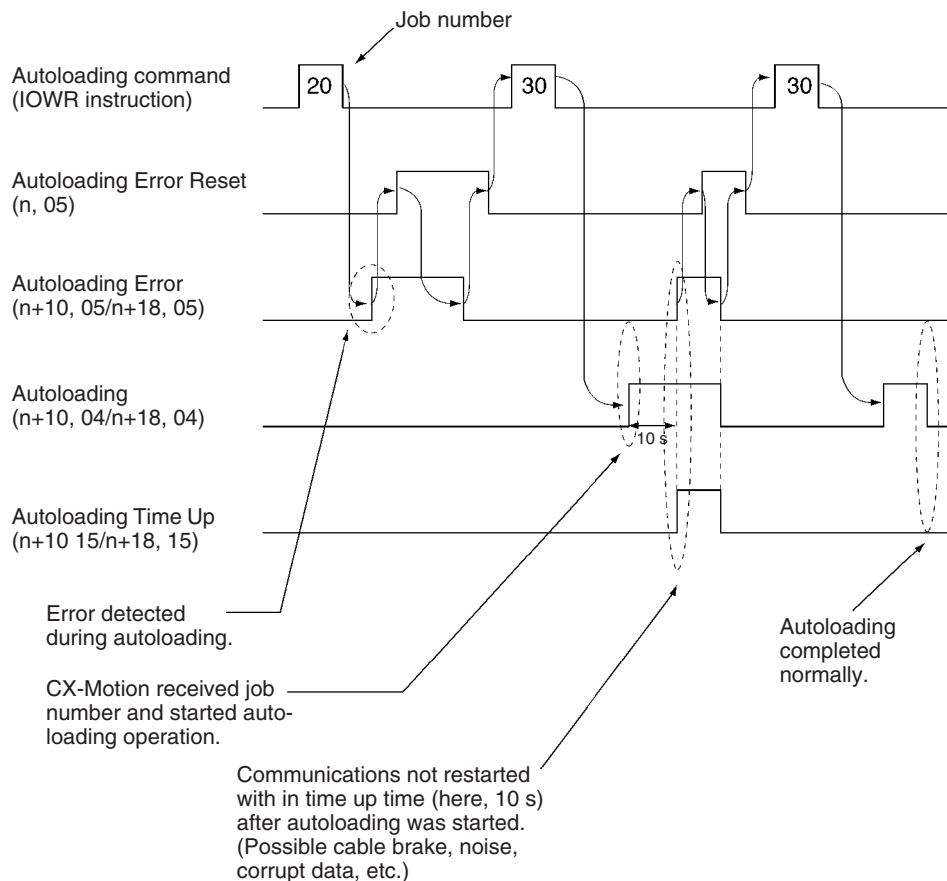 Job number
Autoloading command
(IOWR instruction)
20
30
30
Autoloading Error Reset
(n, 05)
Autoloading Error
(n+10, 05/n+18, 05)
Autoloading
(n+10, 04/n+18, 04)
10 s
Autoloading Time Up
(n+10 15/n+18, 15)
Error detected
during autoloading.
Autoloading
completed
normally.
CX-Motion received job
number and started auto-
loading operation.
Communications not restarted
with in time up time (here, 10 s)
after autoloading was started.
(Possible cable brake, noise,
corrupt data, etc.)